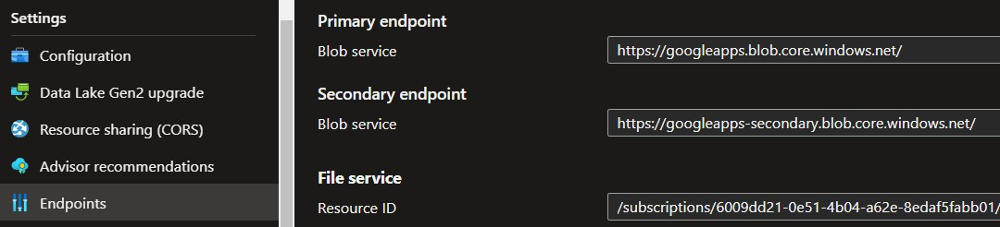 Settings
Configuration
Data Lake Gen2 upgrade
Resource sharing (CORS)
Advisor recommendations
Endpoints
Primary endpoint
Blob service
https://googleapps.blob.core.windows.net/
Secondary endpoint
Blob service
https://googleapps-secondary.blob.core.windows.net/
File service
Resource ID
/subscriptions/6009dd21-0e51-4b04-a62e-8edaf5fabb01/